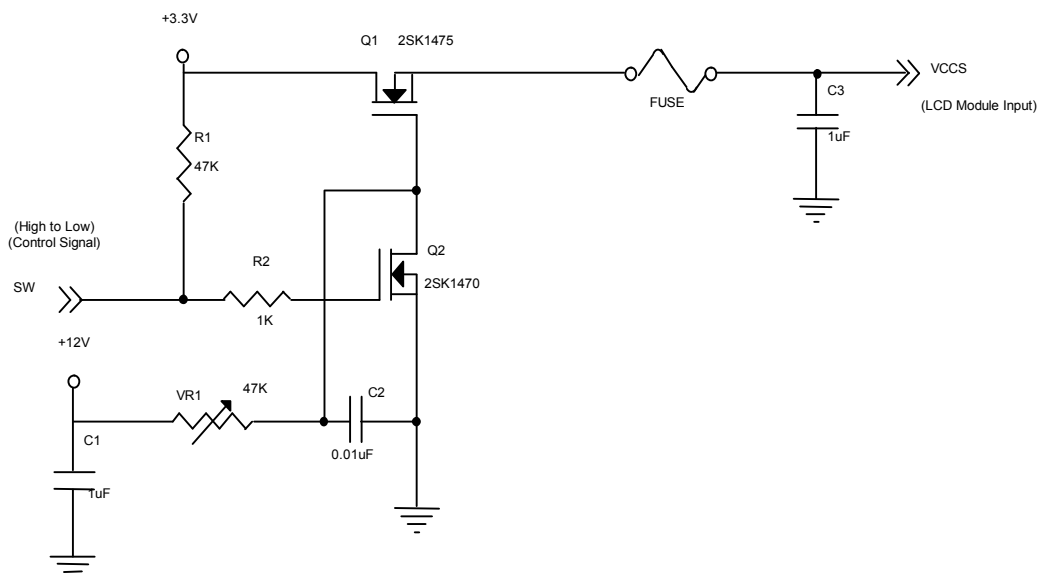 +3.3V
Q1 2SK1475
VCCS
C3
FUSE
(LCD Module Input)
1uF
R1
47K
(High to Low)
(Control Signal)
Q2
R2
2SK1470
SW
1K
+12V
VR1
47K
C2
C1
0.01uF
1uF